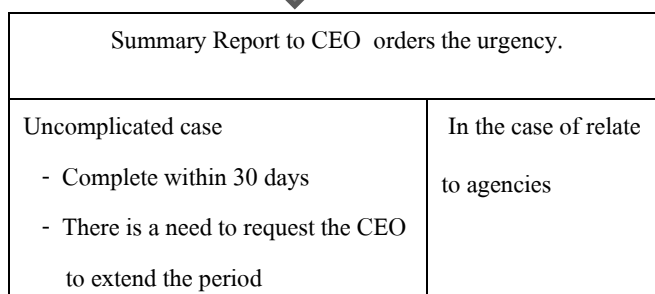 Summary Report to CEO orders the urgency.
Uncomplicated case
- Complete within 30 days
- There is a need to request the CEO
to extend the period
In the case of relate
to agencies